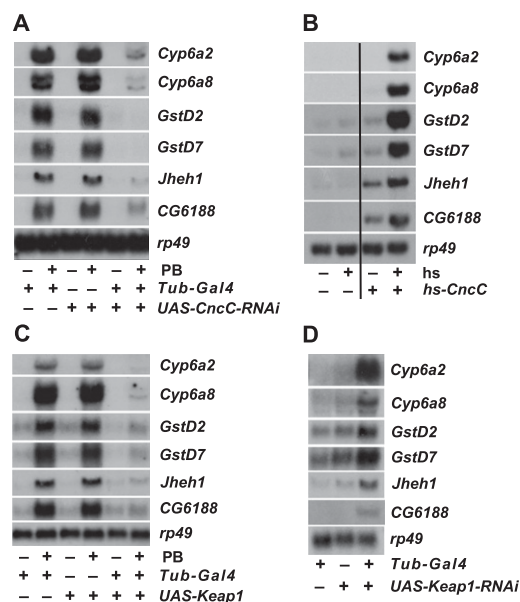 A
Cyp6a2
Cyp6a8
GstD2
GstD7
Jheh1
CG6188
rp49
– + – + – + PB
+ + – – + + Tub-Gal4
– – + + + + UAS-CncC-RNAi
B
Cyp6a2
Cyp6a8
GstD2
GstD7
Jheh1
CG6188
rp49
– + – + hs
– – + + hs-CncC
C
Cyp6a2
Cyp6a8
GstD2
GstD7
Jheh1
CG6188
rp49
– + – + – + PB
+ + – – + + Tub-Gal4
– – + + + + UAS-Keap1
D
Cyp6a2
Cyp6a8
GstD2
GstD7
Jheh1
CG6188
rp49
+ – + Tub-Gal4
– + + UAS-Keap1-RNAi